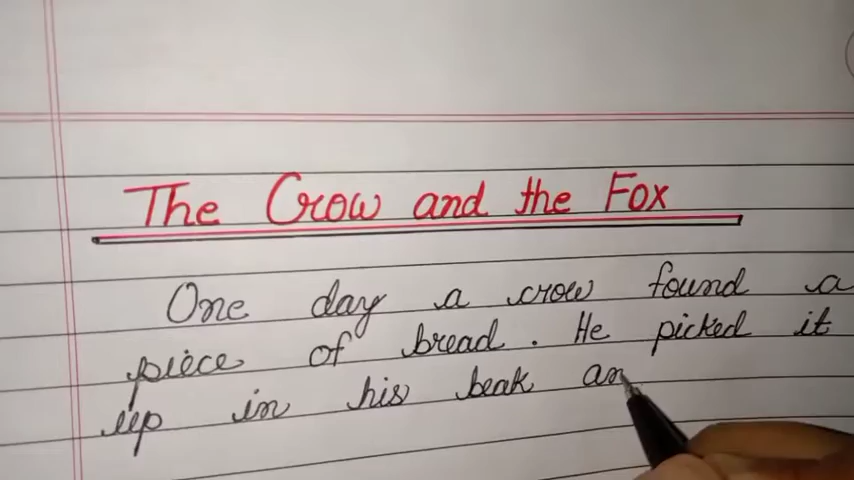 The Crow and the Fox
One day a crow found a
piece of bread. He picked it
up in his beak an